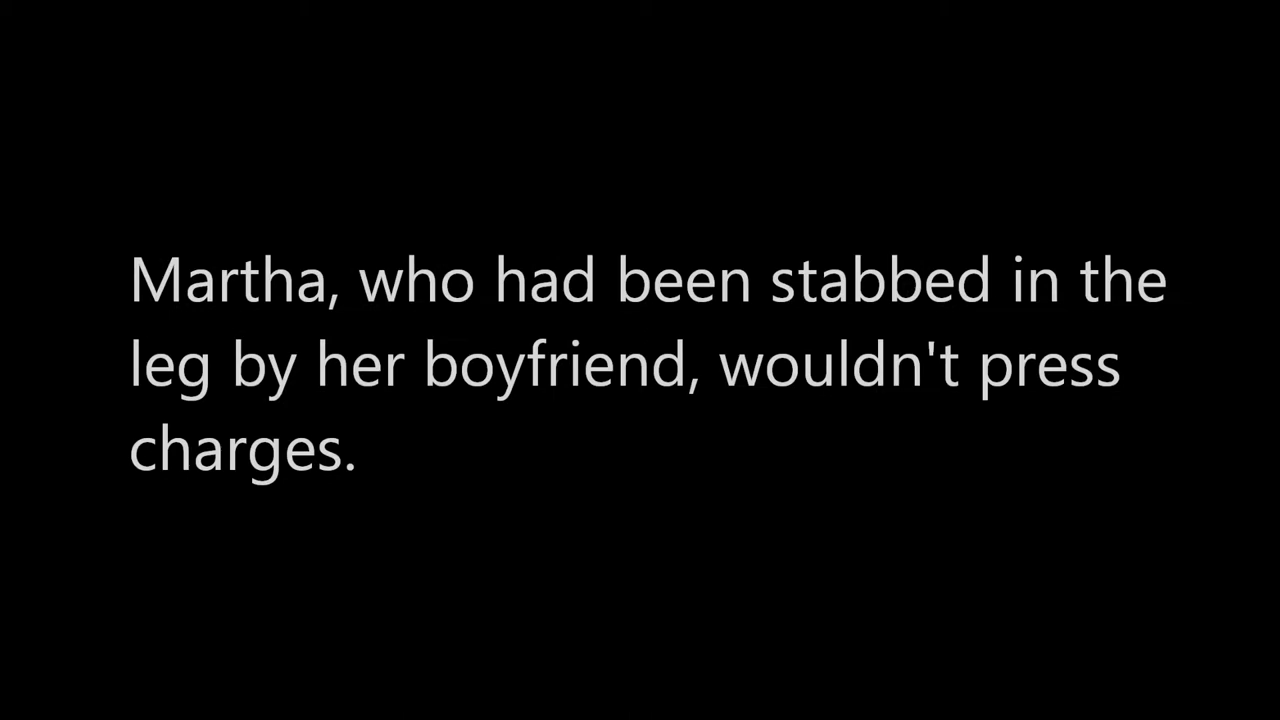 Martha, who had been stabbed in the
leg by her boyfriend, wouldn't press
charges.